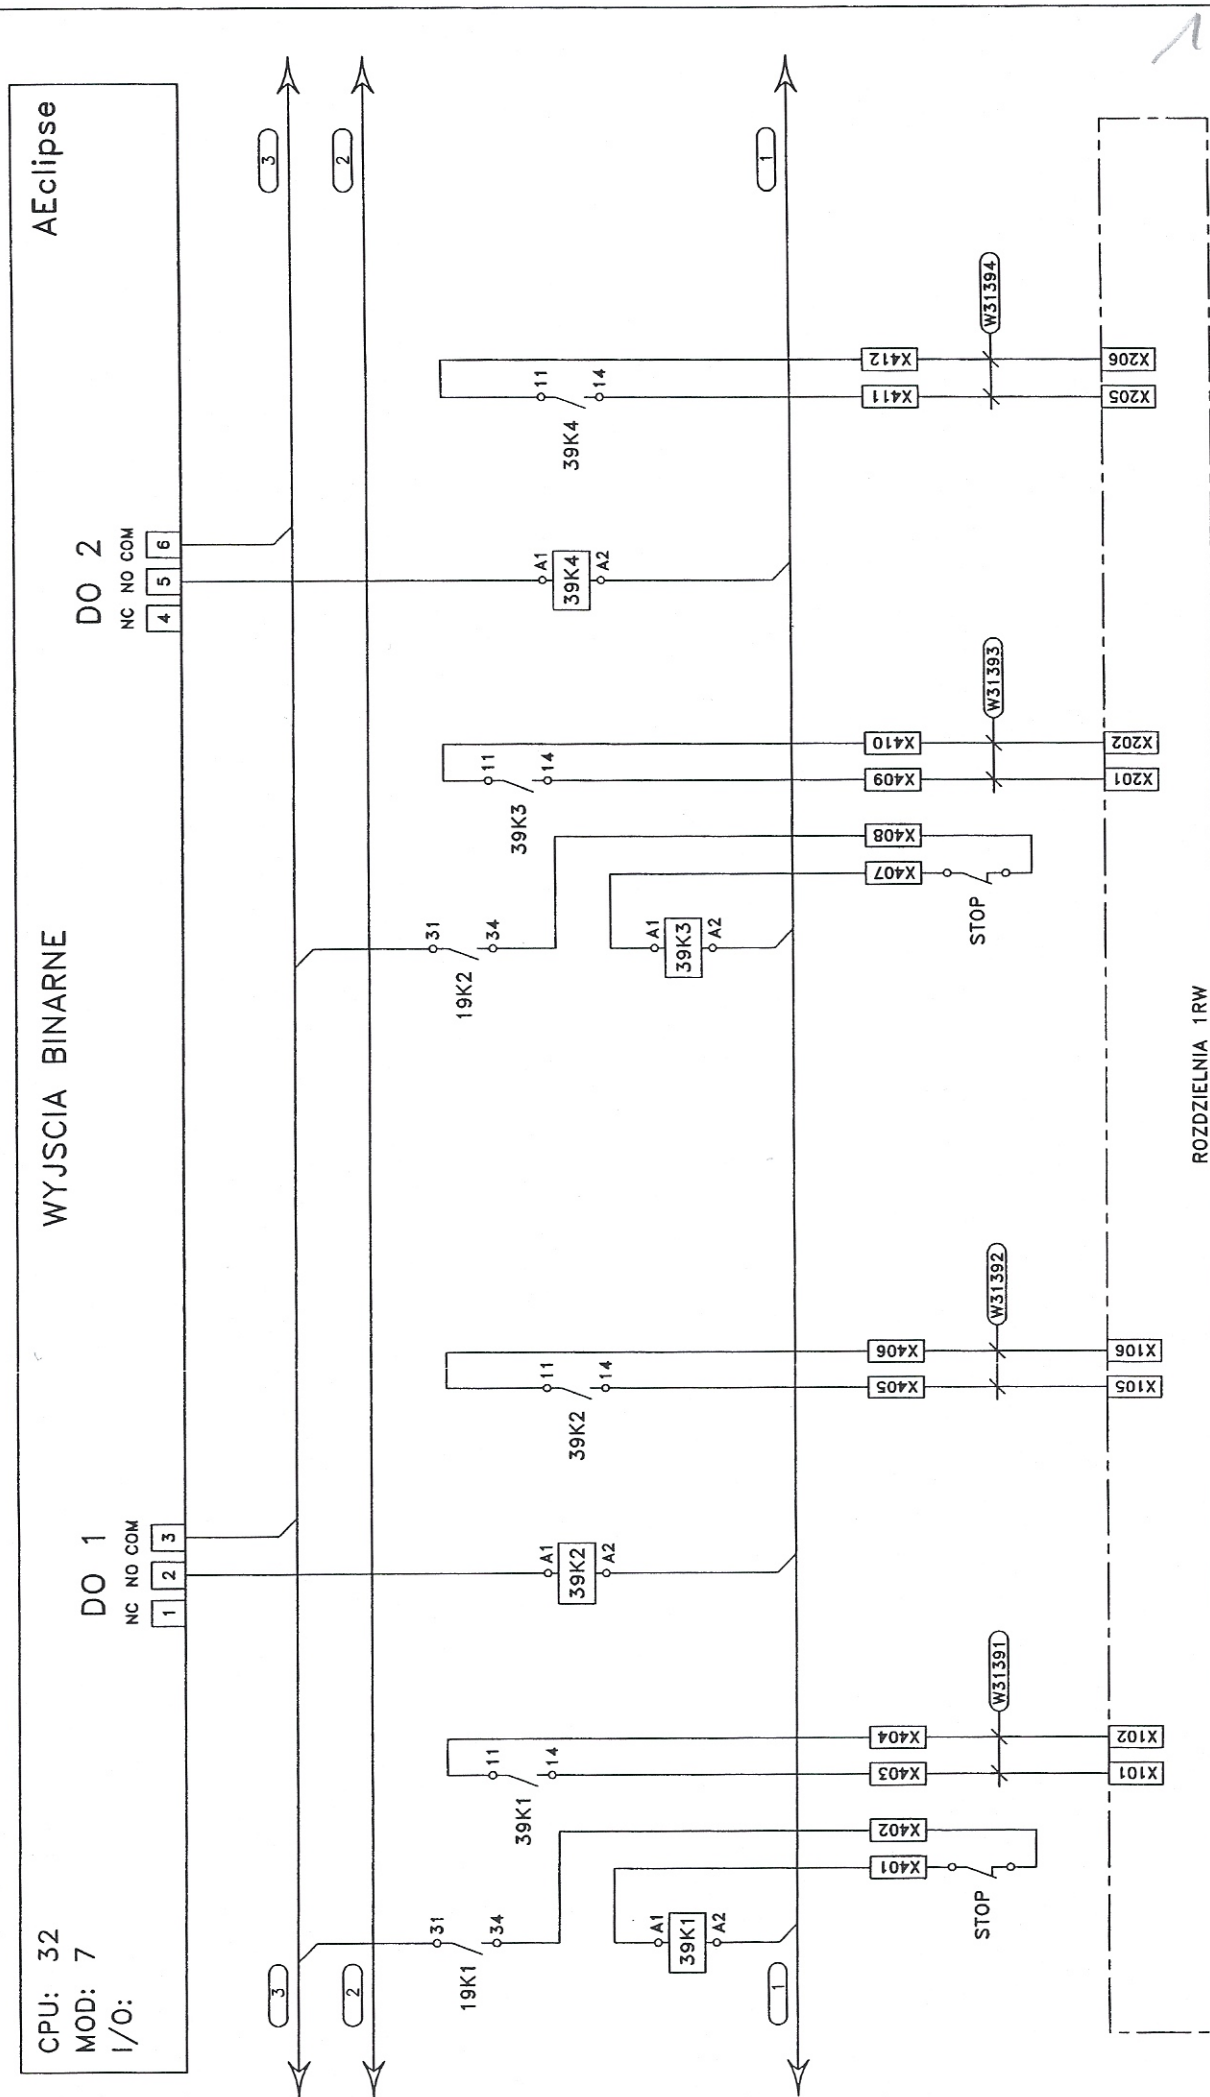 CPU: 32
MOD: 7
I/O:
WYJSCIA BINARNE
AEclipse
DO 1
NC NO COM
1 2 3
DO 2
NC NO COM
4 5 6
3
3
2
2
19K1
31
34
39K1
11
14
39K1
A1
A2
39K2
A1
A2
39K2
11
14
19K2
31
34
39K3
A1
A2
39K3
11
14
39K4
A1
A2
39K4
11
14
1
1
X401
X402
X403
X404
X405
X406
X407
X408
X409
X410
X411
X412
STOP
W31391
W31392
STOP
W31393
W31394
X101
X102
X105
X106
X201
X202
X205
X206
ROZDZIELNIA 1RW
1